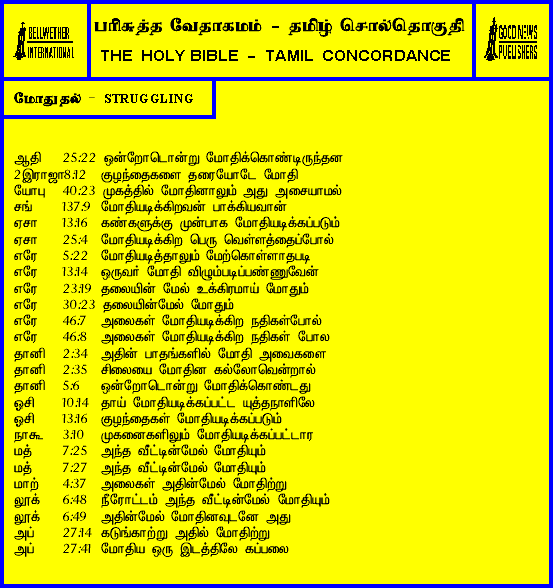 BELLWETHER
INTERNATIONAL
பரிசுத்த வேதாகமம் - தமிழ் சொல்தொகுதி
THE HOLY BIBLE - TAMIL CONCORDANCE
GOOD NEWS
PUBLISHERS
மோதுதல் - STRUGGLING
ஆதி 25:22 ஒன்றோடொன்று மோதிக்கொண்டிருந்தன
2இராஜா8:12 குழந்தைகளை தரையோடே மோதி
யோபு 40:23 முகத்தில் மோதினாலும் அது அசையாமல்
சங் 137:9 மோதியடிக்கிறவன் பாக்கியவான்
ஏசா 13:16 கண்களுக்கு முன்பாக மோதியடிக்கப்படும்
ஏசா 25:4 மோதியடிக்கிற பெரு வெள்ளத்தைப்போல்
எரே 5:22 மோதியடித்தாலும் மேற்கொள்ளாதபடி
எரே 13:14 ஒருவர் மோதி விழும்படிப்பண்ணுவேன்
எரே 23:19 தலையின் மேல் உக்கிரமாய் மோதும்
எரே 30:23 தலையின்மேல் மோதும்
எரே 46:7 அலைகள் மோதியடிக்கிற நதிகள்போல்
எரே 46:8 அலைகள் மோதியடிக்கிற நதிகள் போல
தானி 2:34 அதின் பாதங்களில் மோதி அவைகளை
தானி 2:35 சிலையை மோதின கல்லோவென்றால்
தானி 5:6 ஒன்றோடொன்று மோதிக்கொண்டது
ஓசி 10:14 தாய் மோதியடிக்கப்பட்ட யுத்தநாளிலே
ஓசி 13:16 குழந்தைகள் மோதியடிக்கப்படும்
நாகூ 3:10 முகனைகளிலும் மோதியடிக்கப்பட்டார
மத் 7:25 அந்த வீட்டின்மேல் மோதியும்
மத் 7:27 அந்த வீட்டின்மேல் மோதியும்
மாற் 4:37 அலைகள் அதின்மேல் மோதிற்று
லூக் 6:48 நீரோட்டம் அந்த வீட்டின்மேல் மோதியும்
லூக் 6:49 அதின்மேல் மோதினவுடனே அது
அப் 27:14 கடுங்காற்று அதில் மோதிற்று
அப் 27:41 மோதிய ஒரு இடத்திலே கப்பலை